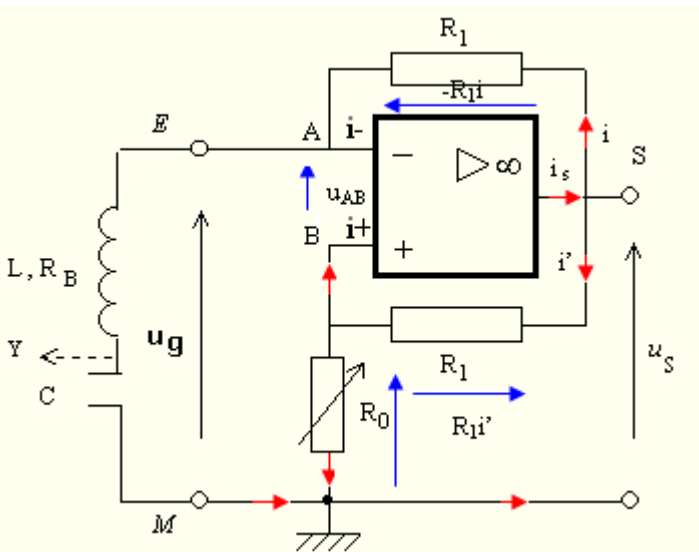 R1
-R1i
E
A
i-
i
S
− ▷ ∞
is
uAB
B
i+
+
i’
L, RB
ug
Y
C
R1
uS
R0
R1i’
M